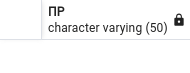 ПР
character varying (50)